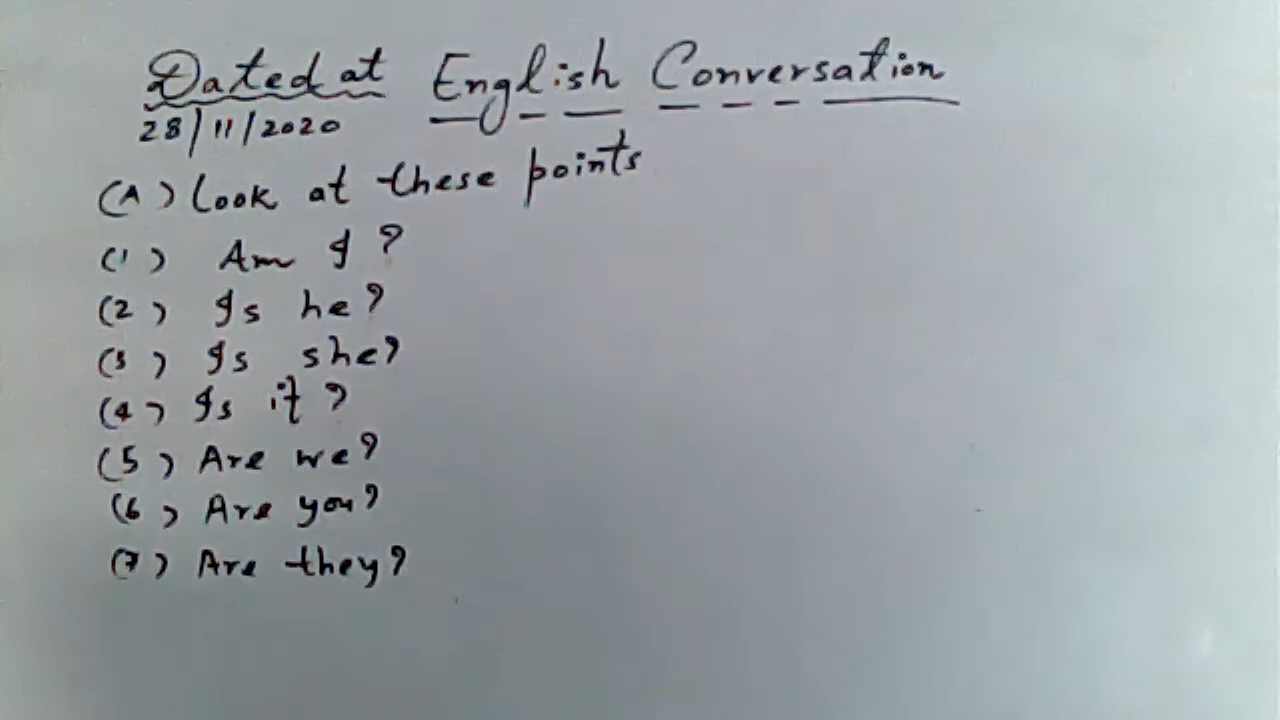 Dated at English Conversation
28/11/2020
(A) Look at these points
(1) Am I?
(2) Is he?
(3) Is she?
(4) Is it?
(5) Are we?
(6) Are you?
(7) Are they?